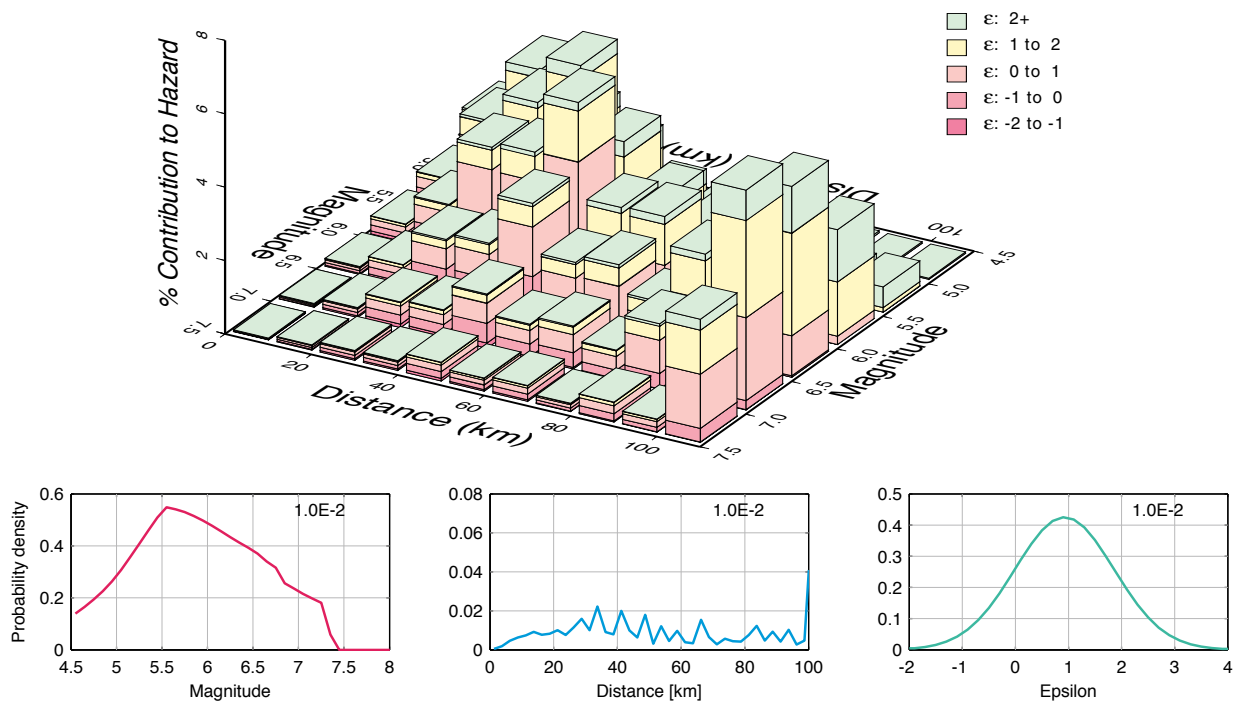 ε: 2+
ε: 1 to 2
ε: 0 to 1
ε: -1 to 0
ε: -2 to -1
% Contribution to Hazard
8
6
4
2
Magnitude
5.5
6.0
6.5
7.0
7.5
0
20
40
60
80
100
Distance (km)
(km)
Dis
100
4.5
5.0
5.5
6.0
6.5
7.0
7.5
Magnitude
Probability density
0.6
0.4
0.2
0
1.0E-2
4.5 5 5.5 6 6.5 7 7.5 8
Magnitude
0.08
0.06
0.04
0.02
0
1.0E-2
0 20 40 60 80 100
Distance [km]
0.5
0.4
0.3
0.2
0.1
0
1.0E-2
-2 -1 0 1 2 3 4
Epsilon